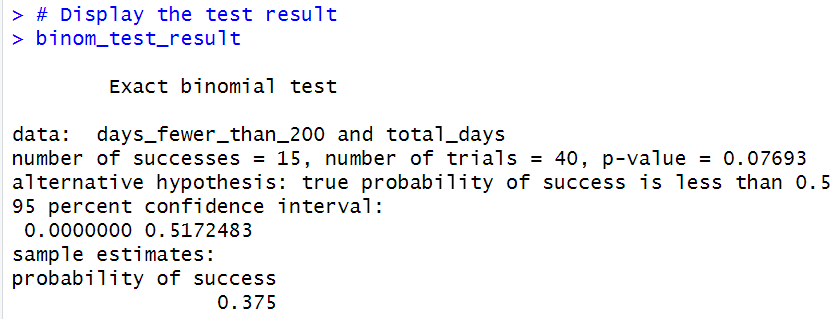 > # Display the test result
> binom_test_result
Exact binomial test
data:  days_fewer_than_200 and total_days
number of successes = 15, number of trials = 40, p-value = 0.07693
alternative hypothesis: true probability of success is less than 0.5
95 percent confidence interval:
 0.0000000 0.5172483
sample estimates:
probability of success
                 0.375